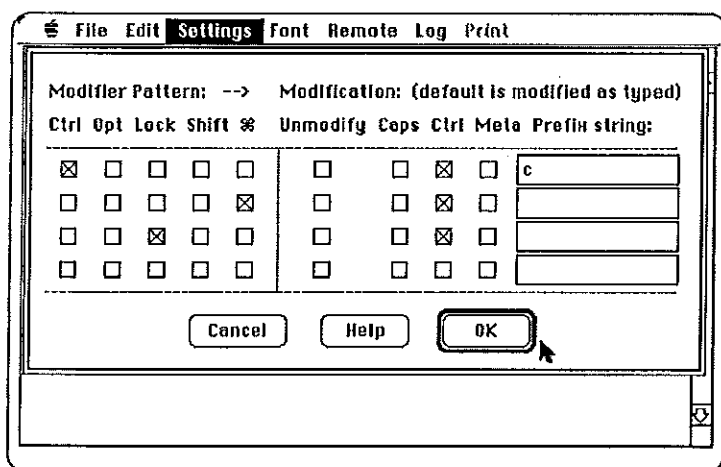 File Edit Settings Font Remote Log Print
Modifier Pattern: --> Modification: (default is modified as typed)
Ctrl Opt Lock Shift ⌘ Unmodify Caps Ctrl Meta Prefix string:
c
Cancel Help OK